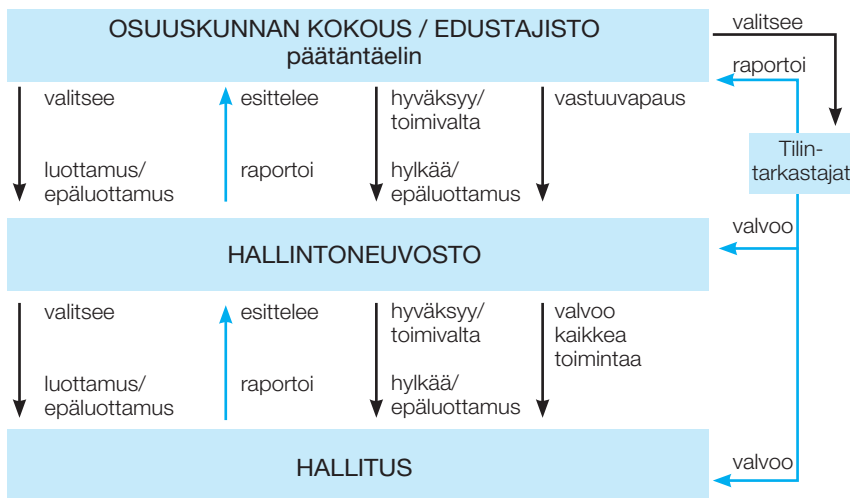 OSUUSKUNNAN KOKOUS / EDUSTAJISTO
päätäntäelin
valitsee
raportoi
valitsee
esittelee
hyväksyy/
toimivalta
vastuuvapaus
luottamus/
epäluottamus
raportoi
hylkää/
epäluottamus
Tilin-
tarkastajat
valvoo
HALLINTONEUVOSTO
valitsee
esittelee
hyväksyy/
toimivalta
valvoo
kaikkea
toimintaa
luottamus/
epäluottamus
raportoi
hylkää/
epäluottamus
valvoo
HALLITUS